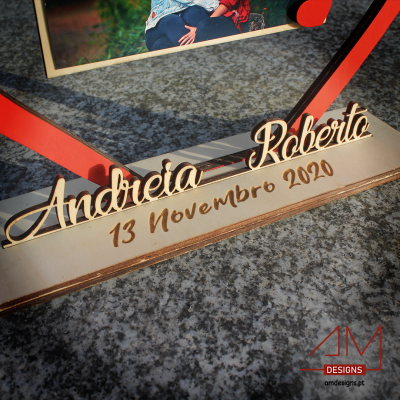 Andreia Roberto
13 Novembro 2020
AM
DESIGNS
amdesigns.pt